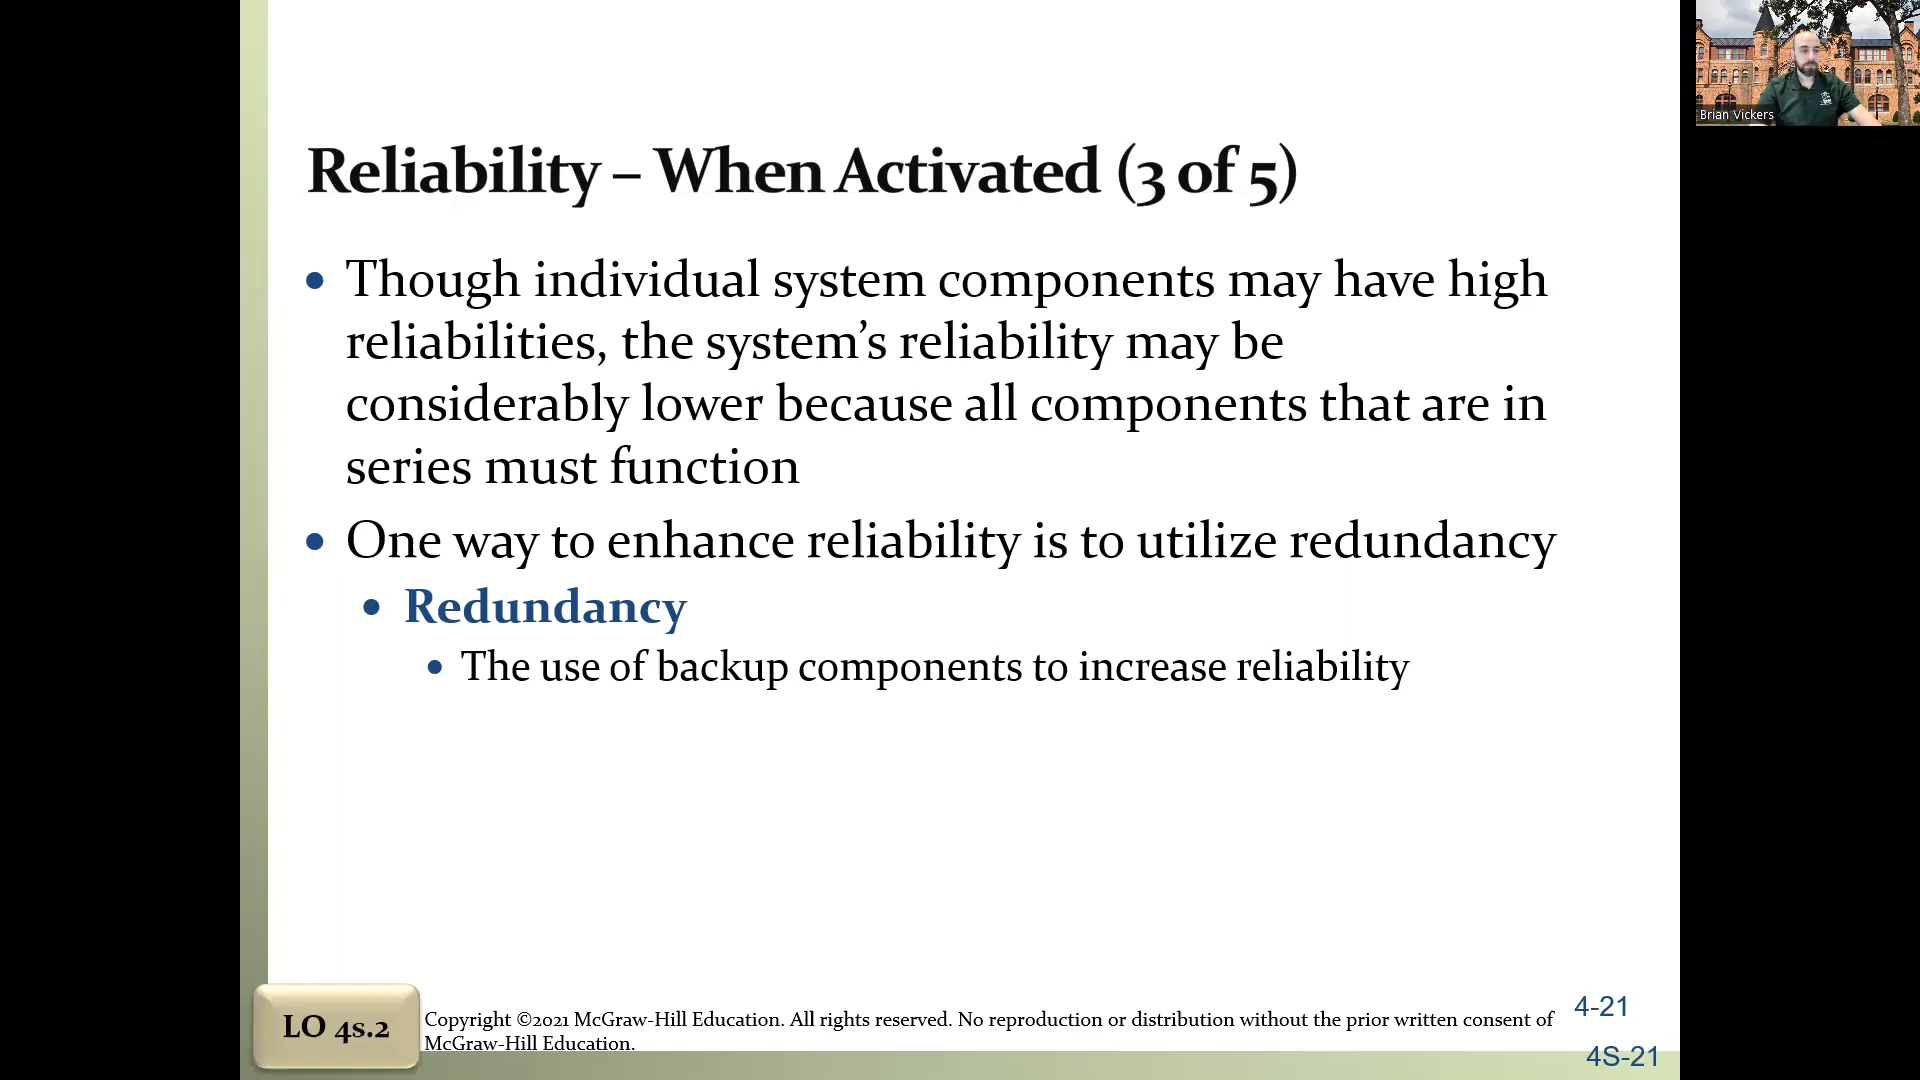 Brian Vickers
Reliability – When Activated (3 of 5)
• Though individual system components may have high
reliabilities, the system’s reliability may be
considerably lower because all components that are in
series must function
• One way to enhance reliability is to utilize redundancy
• Redundancy
• The use of backup components to increase reliability
LO 4s.2
Copyright ©2021 McGraw-Hill Education. All rights reserved. No reproduction or distribution without the prior written consent of
McGraw-Hill Education.
4-21
4S-21